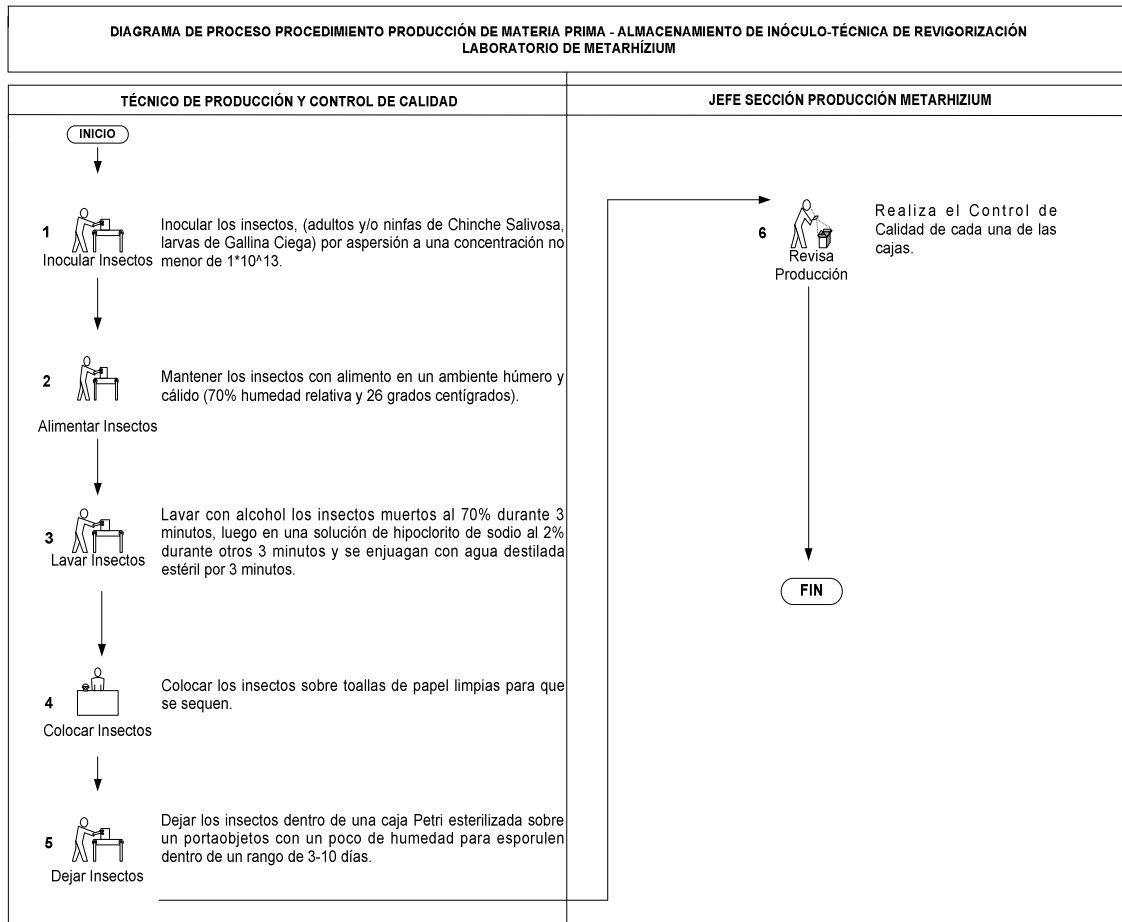 DIAGRAMA DE PROCESO PROCEDIMIENTO PRODUCCIÓN DE MATERIA PRIMA - ALMACENAMIENTO DE INÓCULO-TÉCNICA DE REVIGORIZACIÓN
LABORATORIO DE METARHÍZIUM
TÉCNICO DE PRODUCCIÓN Y CONTROL DE CALIDAD
INICIO
1
Inocular Insectos
Inocular los insectos, (adultos y/o ninfas de Chinche Salivosa,
larvas de Gallina Ciega) por aspersión a una concentración no
menor de 1*10^13.
2
Alimentar Insectos
Mantener los insectos con alimento en un ambiente húmero y
cálido (70% humedad relativa y 26 grados centígrados).
3
Lavar Insectos
Lavar con alcohol los insectos muertos al 70% durante 3
minutos, luego en una solución de hipoclorito de sodio al 2%
durante otros 3 minutos y se enjuagan con agua destilada
estéril por 3 minutos.
4
Colocar Insectos
Colocar los insectos sobre toallas de papel limpias para que
se sequen.
5
Dejar Insectos
Dejar los insectos dentro de una caja Petri esterilizada sobre
un portaobjetos con un poco de humedad para esporulen
dentro de un rango de 3-10 días.
JEFE SECCIÓN PRODUCCIÓN METARHIZIUM
6
Revisa
Producción
Realiza el Control de
Calidad de cada una de las
cajas.
FIN